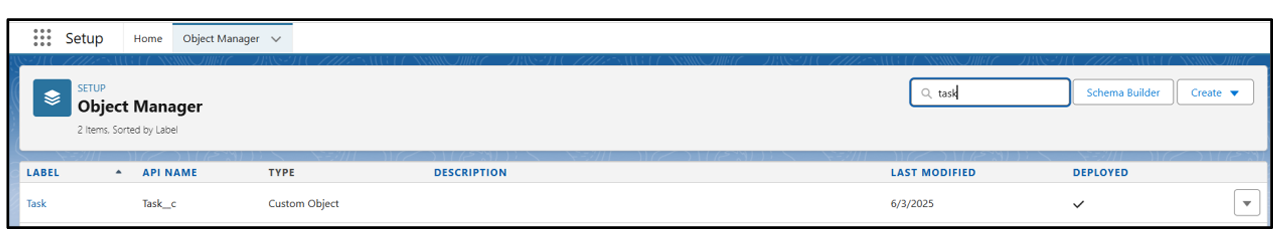 Setup Home Object Manager
SETUP
Object Manager
2 Items, Sorted by Label
task
Schema Builder
Create
LABEL API NAME TYPE DESCRIPTION LAST MODIFIED DEPLOYED
Task Task__c Custom Object 6/3/2025